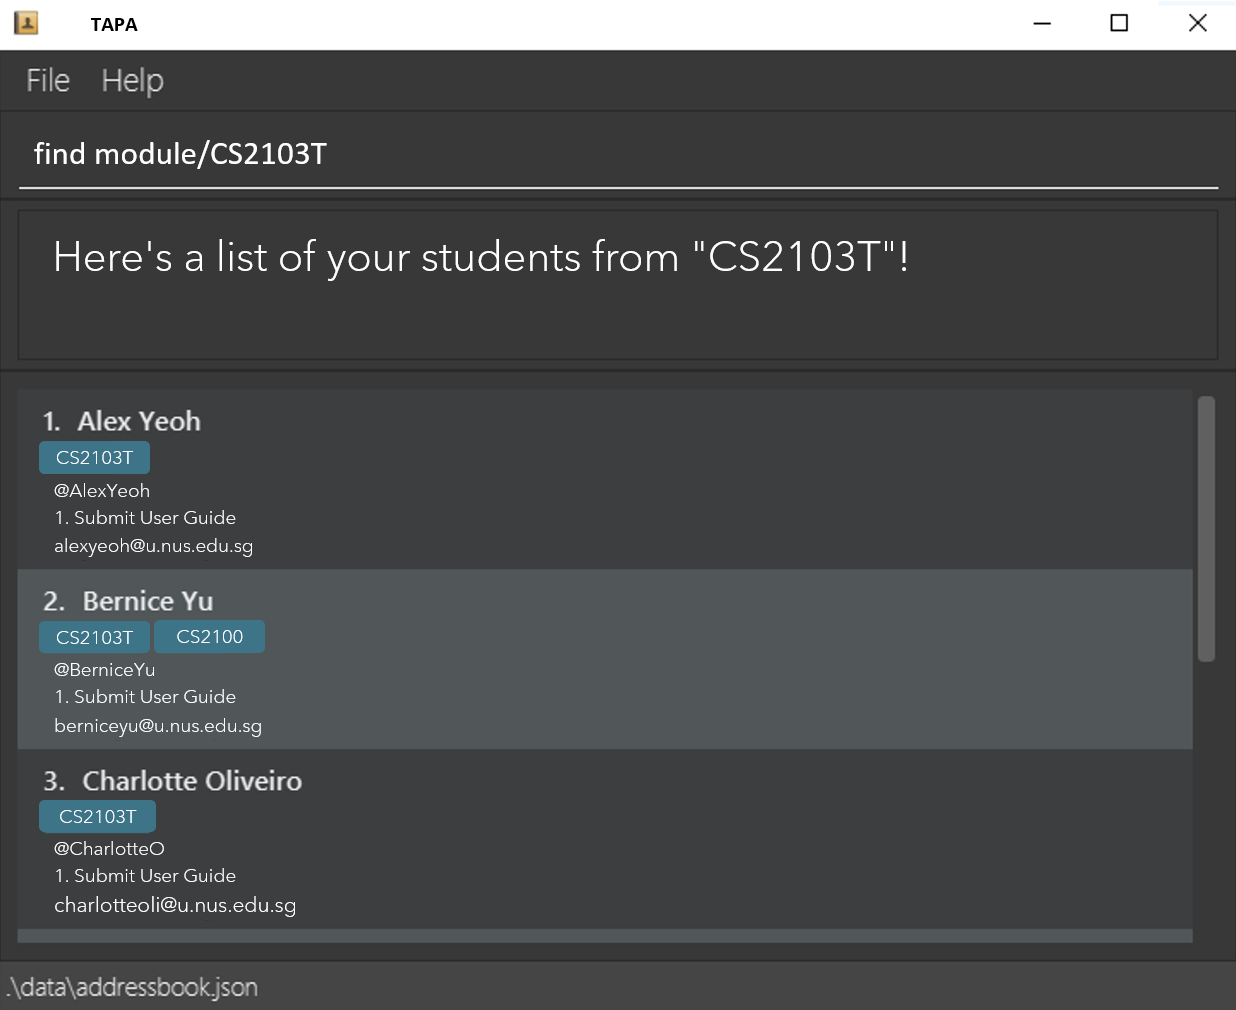 TAPA
File Help
find module/CS2103T
Here's a list of your students from "CS2103T"!
1. Alex Yeoh
CS2103T
@AlexYeoh
1. Submit User Guide
alexyeoh@u.nus.edu.sg
2. Bernice Yu
CS2103T CS2100
@BerniceYu
1. Submit User Guide
berniceyu@u.nus.edu.sg
3. Charlotte Oliveiro
CS2103T
@CharlotteO
1. Submit User Guide
charlotteoli@u.nus.edu.sg
.\data\addressbook.json